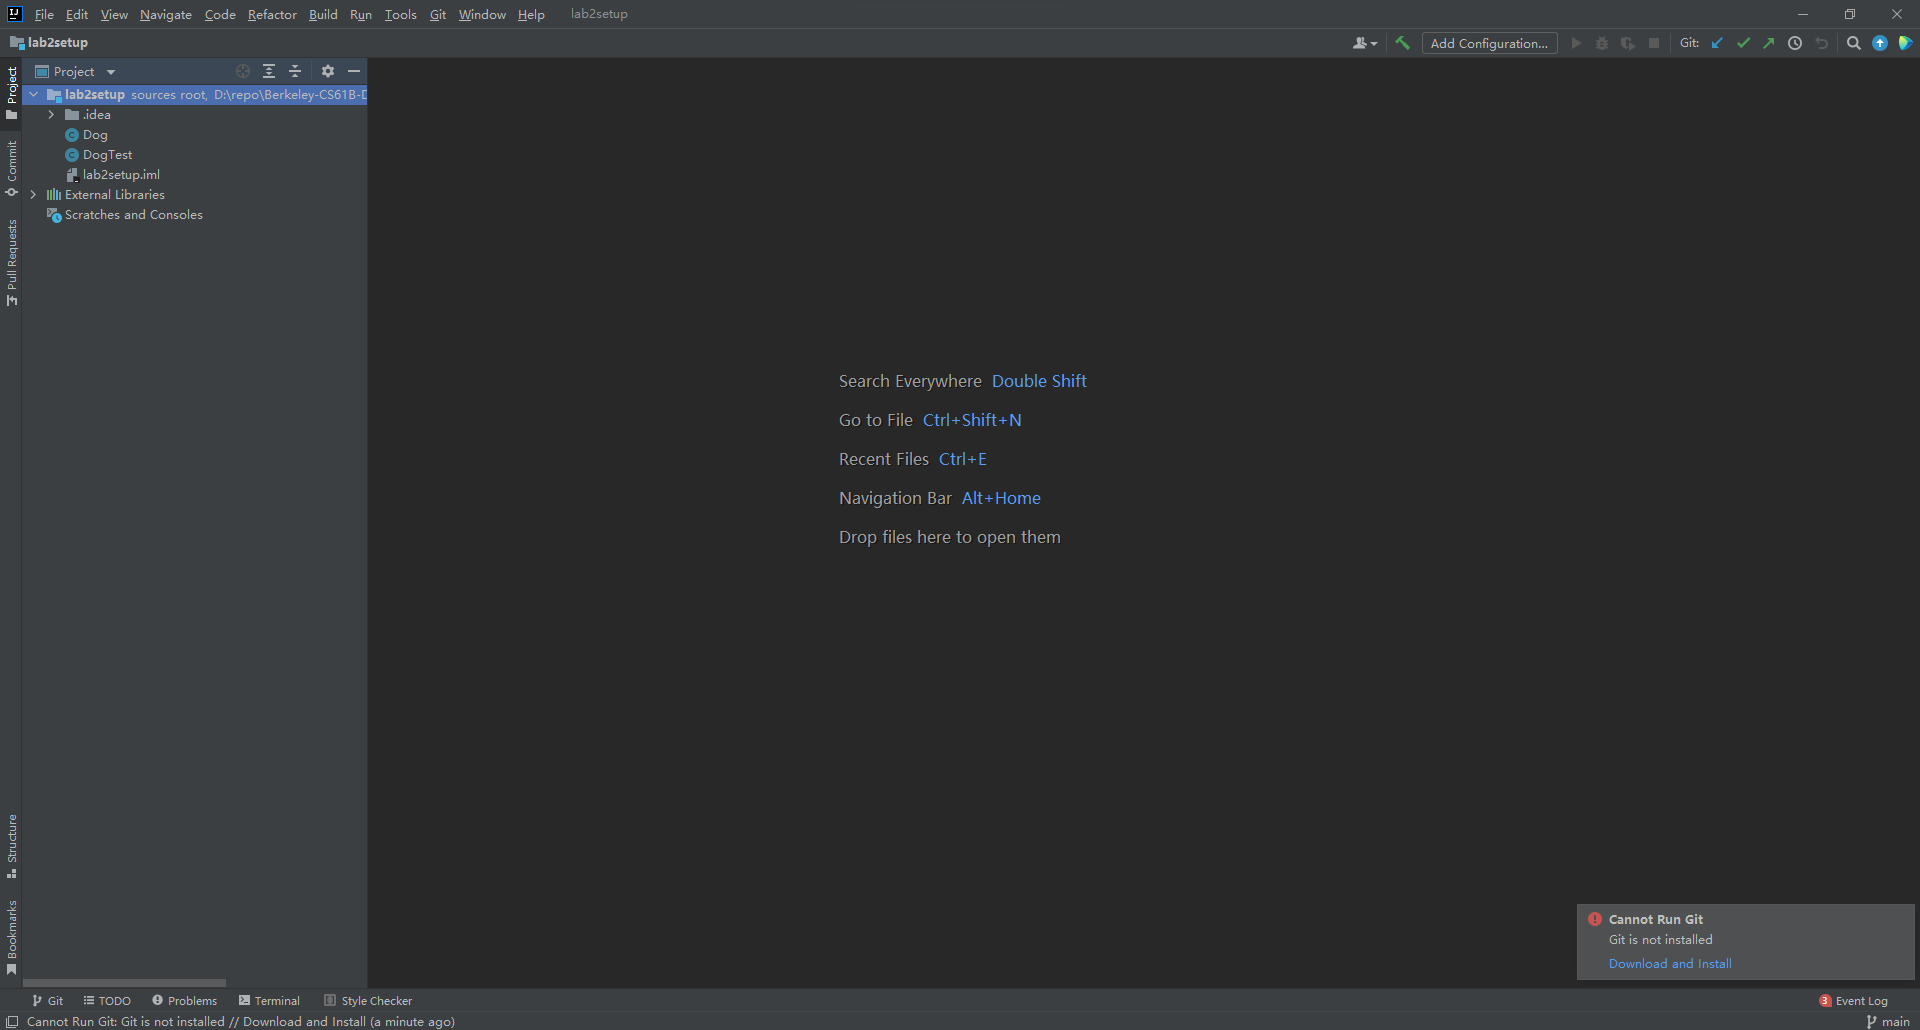 File Edit View Navigate Code Refactor Build Run Tools Git Window Help lab2setup
lab2setup
Add Configuration...
Git:
Project
lab2setup sources root, D:\repo\Berkeley-CS61B-D
.idea
Dog
DogTest
lab2setup.iml
External Libraries
Scratches and Consoles
Project
Commit
Pull Requests
Structure
Bookmarks
Search Everywhere Double Shift
Go to File Ctrl+Shift+N
Recent Files Ctrl+E
Navigation Bar Alt+Home
Drop files here to open them
Cannot Run Git
Git is not installed
Download and Install
Git TODO Problems Terminal Style Checker 3 Event Log
Cannot Run Git: Git is not installed // Download and Install (a minute ago) main